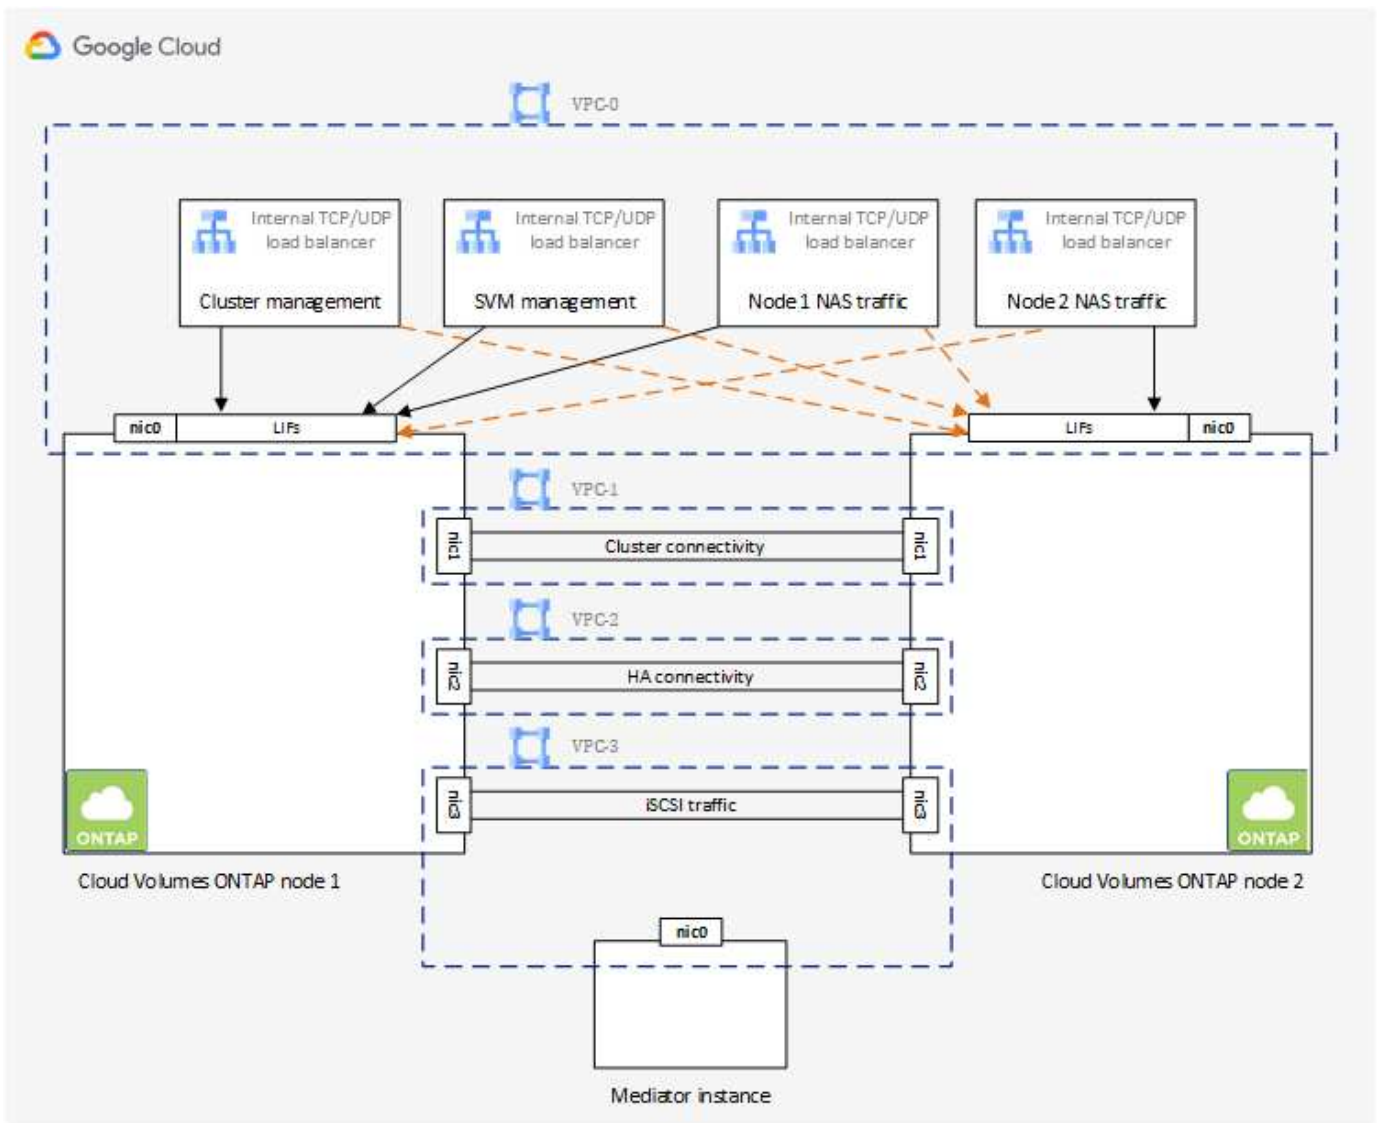 Google Cloud
VPC-0
Internal TCP/UDP
load balancer
Cluster management
Internal TCP/UDP
load balancer
SVM management
Internal TCP/UDP
load balancer
Node 1 NAS traffic
Internal TCP/UDP
load balancer
Node 2 NAS traffic
nic0
LIFs
LIFs
nic0
VPC-1
nic1
Cluster connectivity
nic1
VPC-2
nic2
HA connectivity
nic2
VPC-3
nic3
iSCSI traffic
nic3
ONTAP
ONTAP
Cloud Volumes ONTAP node 1
Cloud Volumes ONTAP node 2
nic0
Mediator instance